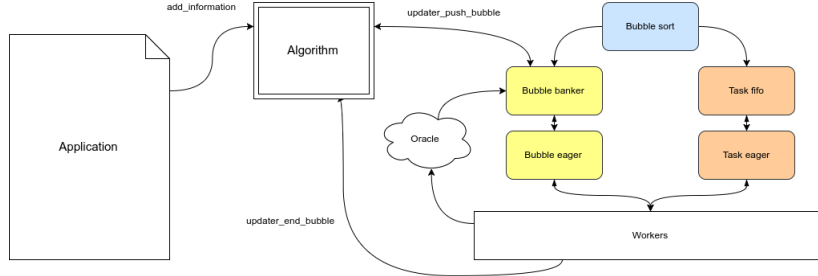 add_information
updater_push_bubble
Bubble sort
Algorithm
Bubble banker
Task fifo
Application
Oracle
Bubble eager
Task eager
updater_end_bubble
Workers